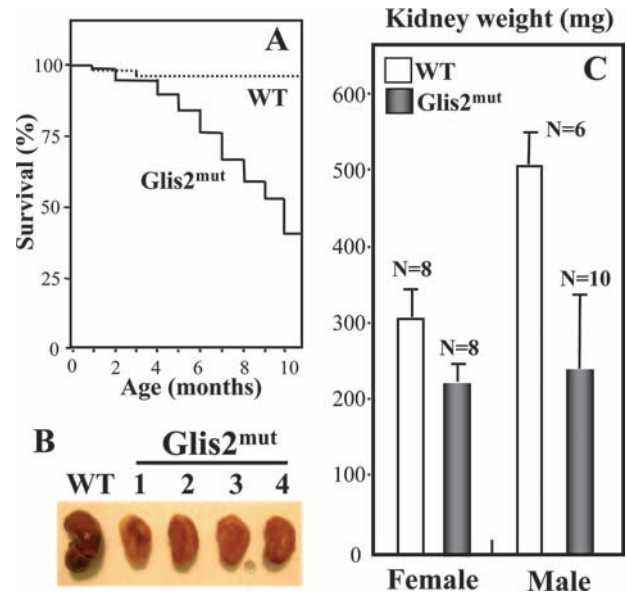 A
Survival (%)
100
75
50
25
0
WT
Glis2mut
0 2 4 6 8 10
Age (months)
B
Glis2mut
WT 1 2 3 4
Kidney weight (mg)
C
WT
Glis2mut
600
500
400
300
200
100
0
N=8
N=8
N=6
N=10
Female Male